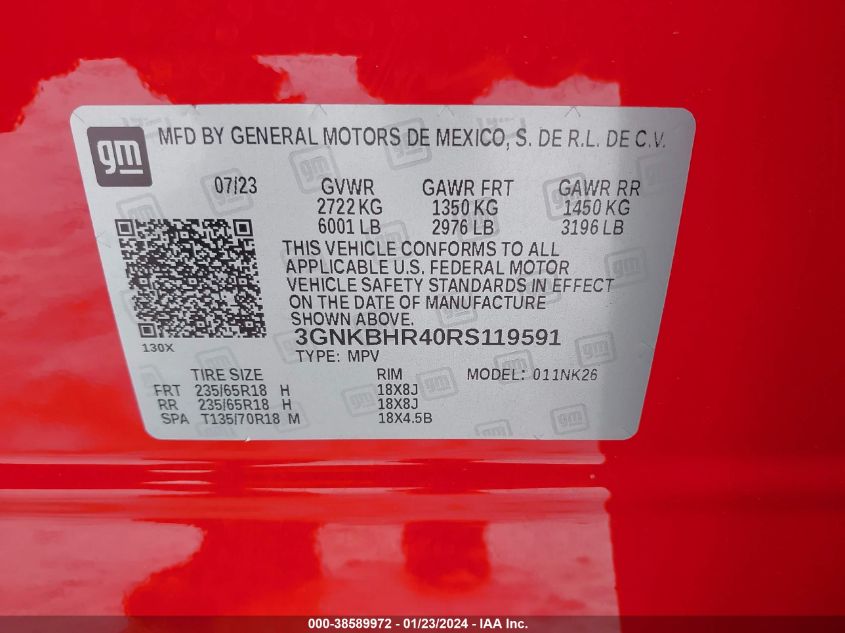 gm
MFD BY GENERAL MOTORS DE MEXICO, S. DE R.L. DE C.V.
07/23 GVWR GAWR FRT GAWR RR
2722 KG 1350 KG 1450 KG
6001 LB 2976 LB 3196 LB
THIS VEHICLE CONFORMS TO ALL
APPLICABLE U.S. FEDERAL MOTOR
VEHICLE SAFETY STANDARDS IN EFFECT
ON THE DATE OF MANUFACTURE
SHOWN ABOVE.
3GNKBHR40RS119591
130X
TYPE: MPV
TIRE SIZE RIM MODEL: 011NK26
FRT 235/65R18 H 18X8J
RR 235/65R18 H 18X8J
SPA T135/70R18 M 18X4.5B
000-38589972 - 01/23/2024 - IAA Inc.